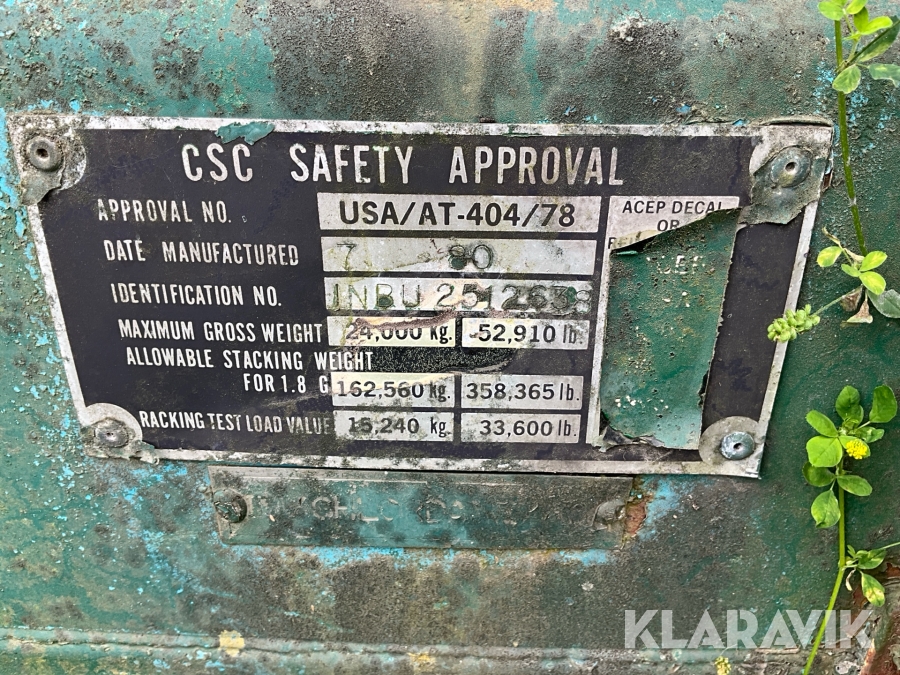 CSC SAFETY APPROVAL
APPROVAL NO. USA/AT-404/78
DATE MANUFACTURED 7 80
IDENTIFICATION NO.
MAXIMUM GROSS WEIGHT 24,000 kg. 52,910 lb.
ALLOWABLE STACKING WEIGHT
FOR 1.8 G 162,560 kg. 358,365 lb.
RACKING TEST LOAD VALUE 15,240 kg. 33,600 lb.
ACEP DECAL
OR
KLARAVIK